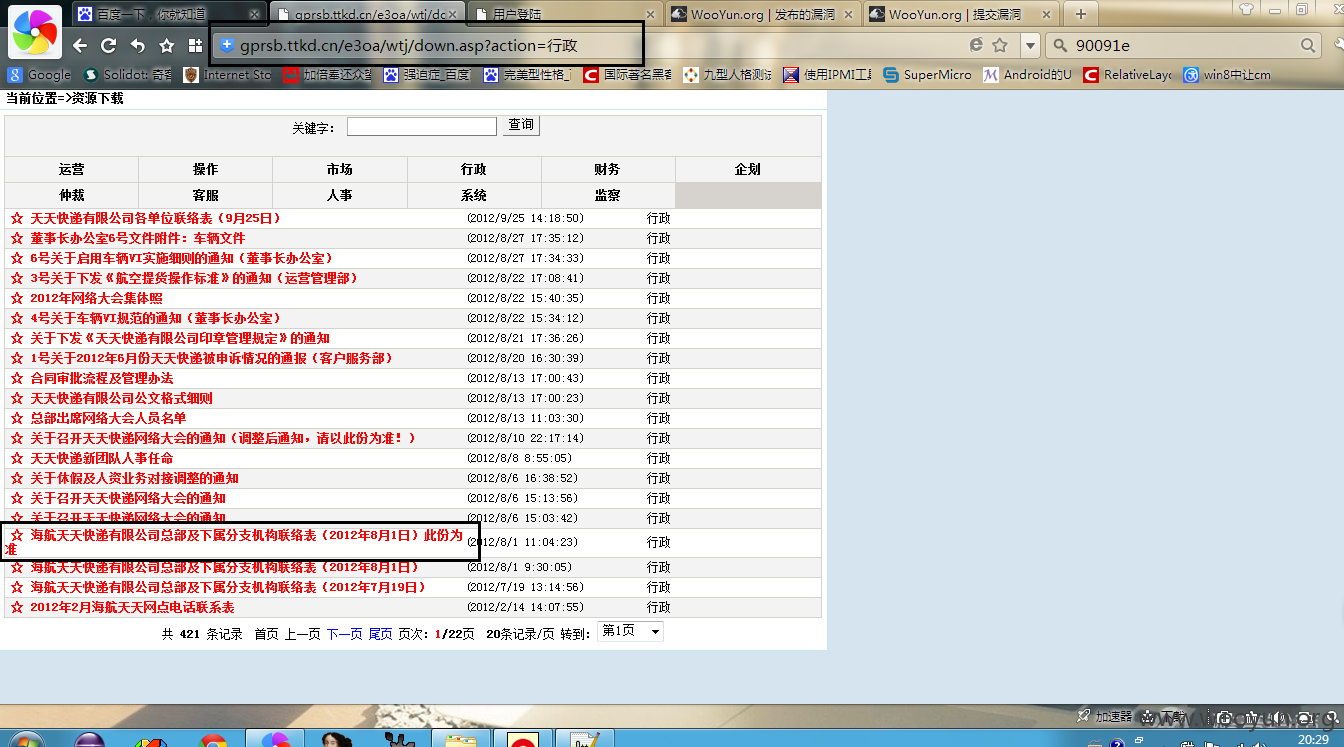 百度一下，你就知道
gprsb.ttkd.cn/e3oa/wtj/dc
用户登陆
WooYun.org | 发布的漏洞
WooYun.org | 提交漏洞
gprsb.ttkd.cn/e3oa/wtj/down.asp?action=行政
90091e
Google
Solidot: 奇客
Internet Sto
加倍奉还众筹
强迫症_百度
完美型性格_
国际著名黑客
九型人格测试
使用IPMI工具
SuperMicro
Android的U
RelativeLayo
win8中让cm
当前位置=>资源下载
关键字：
查询
运营 操作 市场 行政 财务 企划
仲裁 客服 人事 系统 监察
☆ 天天快递有限公司各单位联络表（9月25日） (2012/9/25 14:18:50) 行政
☆ 董事长办公室6号文件附件：车辆文件 (2012/8/27 17:35:12) 行政
☆ 6号关于启用车辆VI实施细则的通知（董事长办公室） (2012/8/27 17:34:33) 行政
☆ 3号关于下发《航空提货操作标准》的通知（运营管理部） (2012/8/22 17:08:41) 行政
☆ 2012年网络大会集体照 (2012/8/22 15:40:35) 行政
☆ 4号关于车辆VI规范的通知（董事长办公室） (2012/8/22 15:34:12) 行政
☆ 关于下发《天天快递有限公司印章管理规定》的通知 (2012/8/21 17:36:26) 行政
☆ 1号关于2012年6月份天天快递被申诉情况的通报（客户服务部） (2012/8/20 16:30:39) 行政
☆ 合同审批流程及管理办法 (2012/8/13 17:00:43) 行政
☆ 天天快递有限公司公文格式细则 (2012/8/13 17:00:23) 行政
☆ 总部出席网络大会人员名单 (2012/8/13 11:03:30) 行政
☆ 关于召开天天快递网络大会的通知（调整后通知，请以此份为准！） (2012/8/10 22:17:14) 行政
☆ 天天快递新团队人事任命 (2012/8/8 8:55:05) 行政
☆ 关于休假及人资业务对接调整的通知 (2012/8/6 16:38:52) 行政
☆ 关于召开天天快递网络大会的通知 (2012/8/6 15:13:56) 行政
☆ 关于召开天天快递网络大会的通知 (2012/8/6 15:03:42) 行政
☆ 海航天天快递有限公司总部及下属分支机构联络表（2012年8月1日）此份为
准 (2012/8/1 11:04:23) 行政
☆ 海航天天快递有限公司总部及下属分支机构联络表（2012年8月1日） (2012/8/1 9:30:05) 行政
☆ 海航天天快递有限公司总部及下属分支机构联络表（2012年7月19日） (2012/7/19 13:14:56) 行政
☆ 2012年2月海航天天网点电话联系表 (2012/2/14 14:07:55) 行政
共 421 条记录 首页 上一页 下一页 尾页 页次：1/22页 20条记录/页 转到： 第1页
加速器 下载
www.wooyun.org
20:29